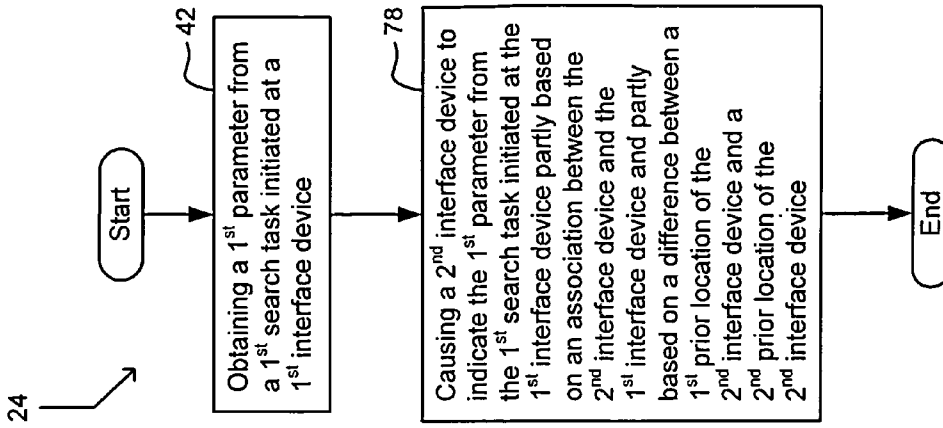 24
Start
42
Obtaining a 1st parameter from
a 1st search task initiated at a
1st interface device
78
Causing a 2nd interface device to
indicate the 1st parameter from
the 1st search task initiated at the
1st interface device partly based
on an association between the
2nd interface device and the
1st interface device and partly
based on a difference between a
1st prior location of the
2nd interface device and a
2nd prior location of the
2nd interface device
End